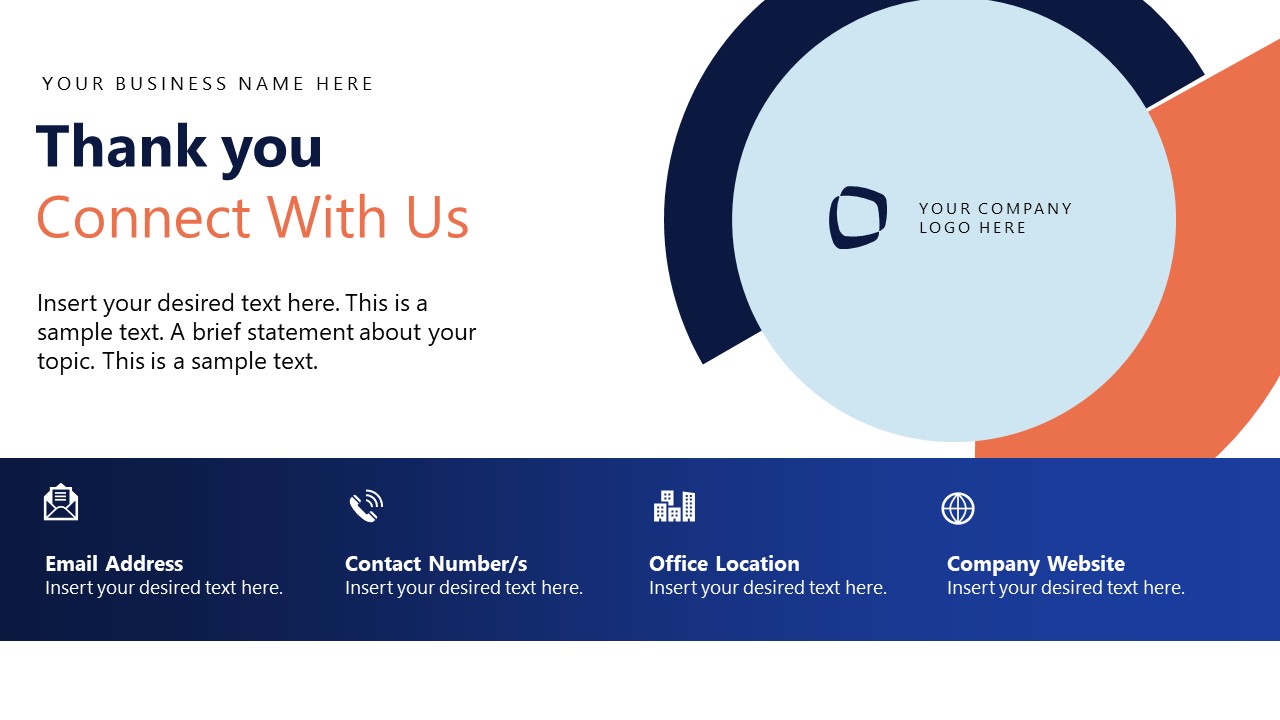 YOUR BUSINESS NAME HERE
Thank you
Connect With Us
Insert your desired text here. This is a
sample text. A brief statement about your
topic. This is a sample text.
YOUR COMPANY
LOGO HERE
Email Address
Insert your desired text here.
Contact Number/s
Insert your desired text here.
Office Location
Insert your desired text here.
Company Website
Insert your desired text here.